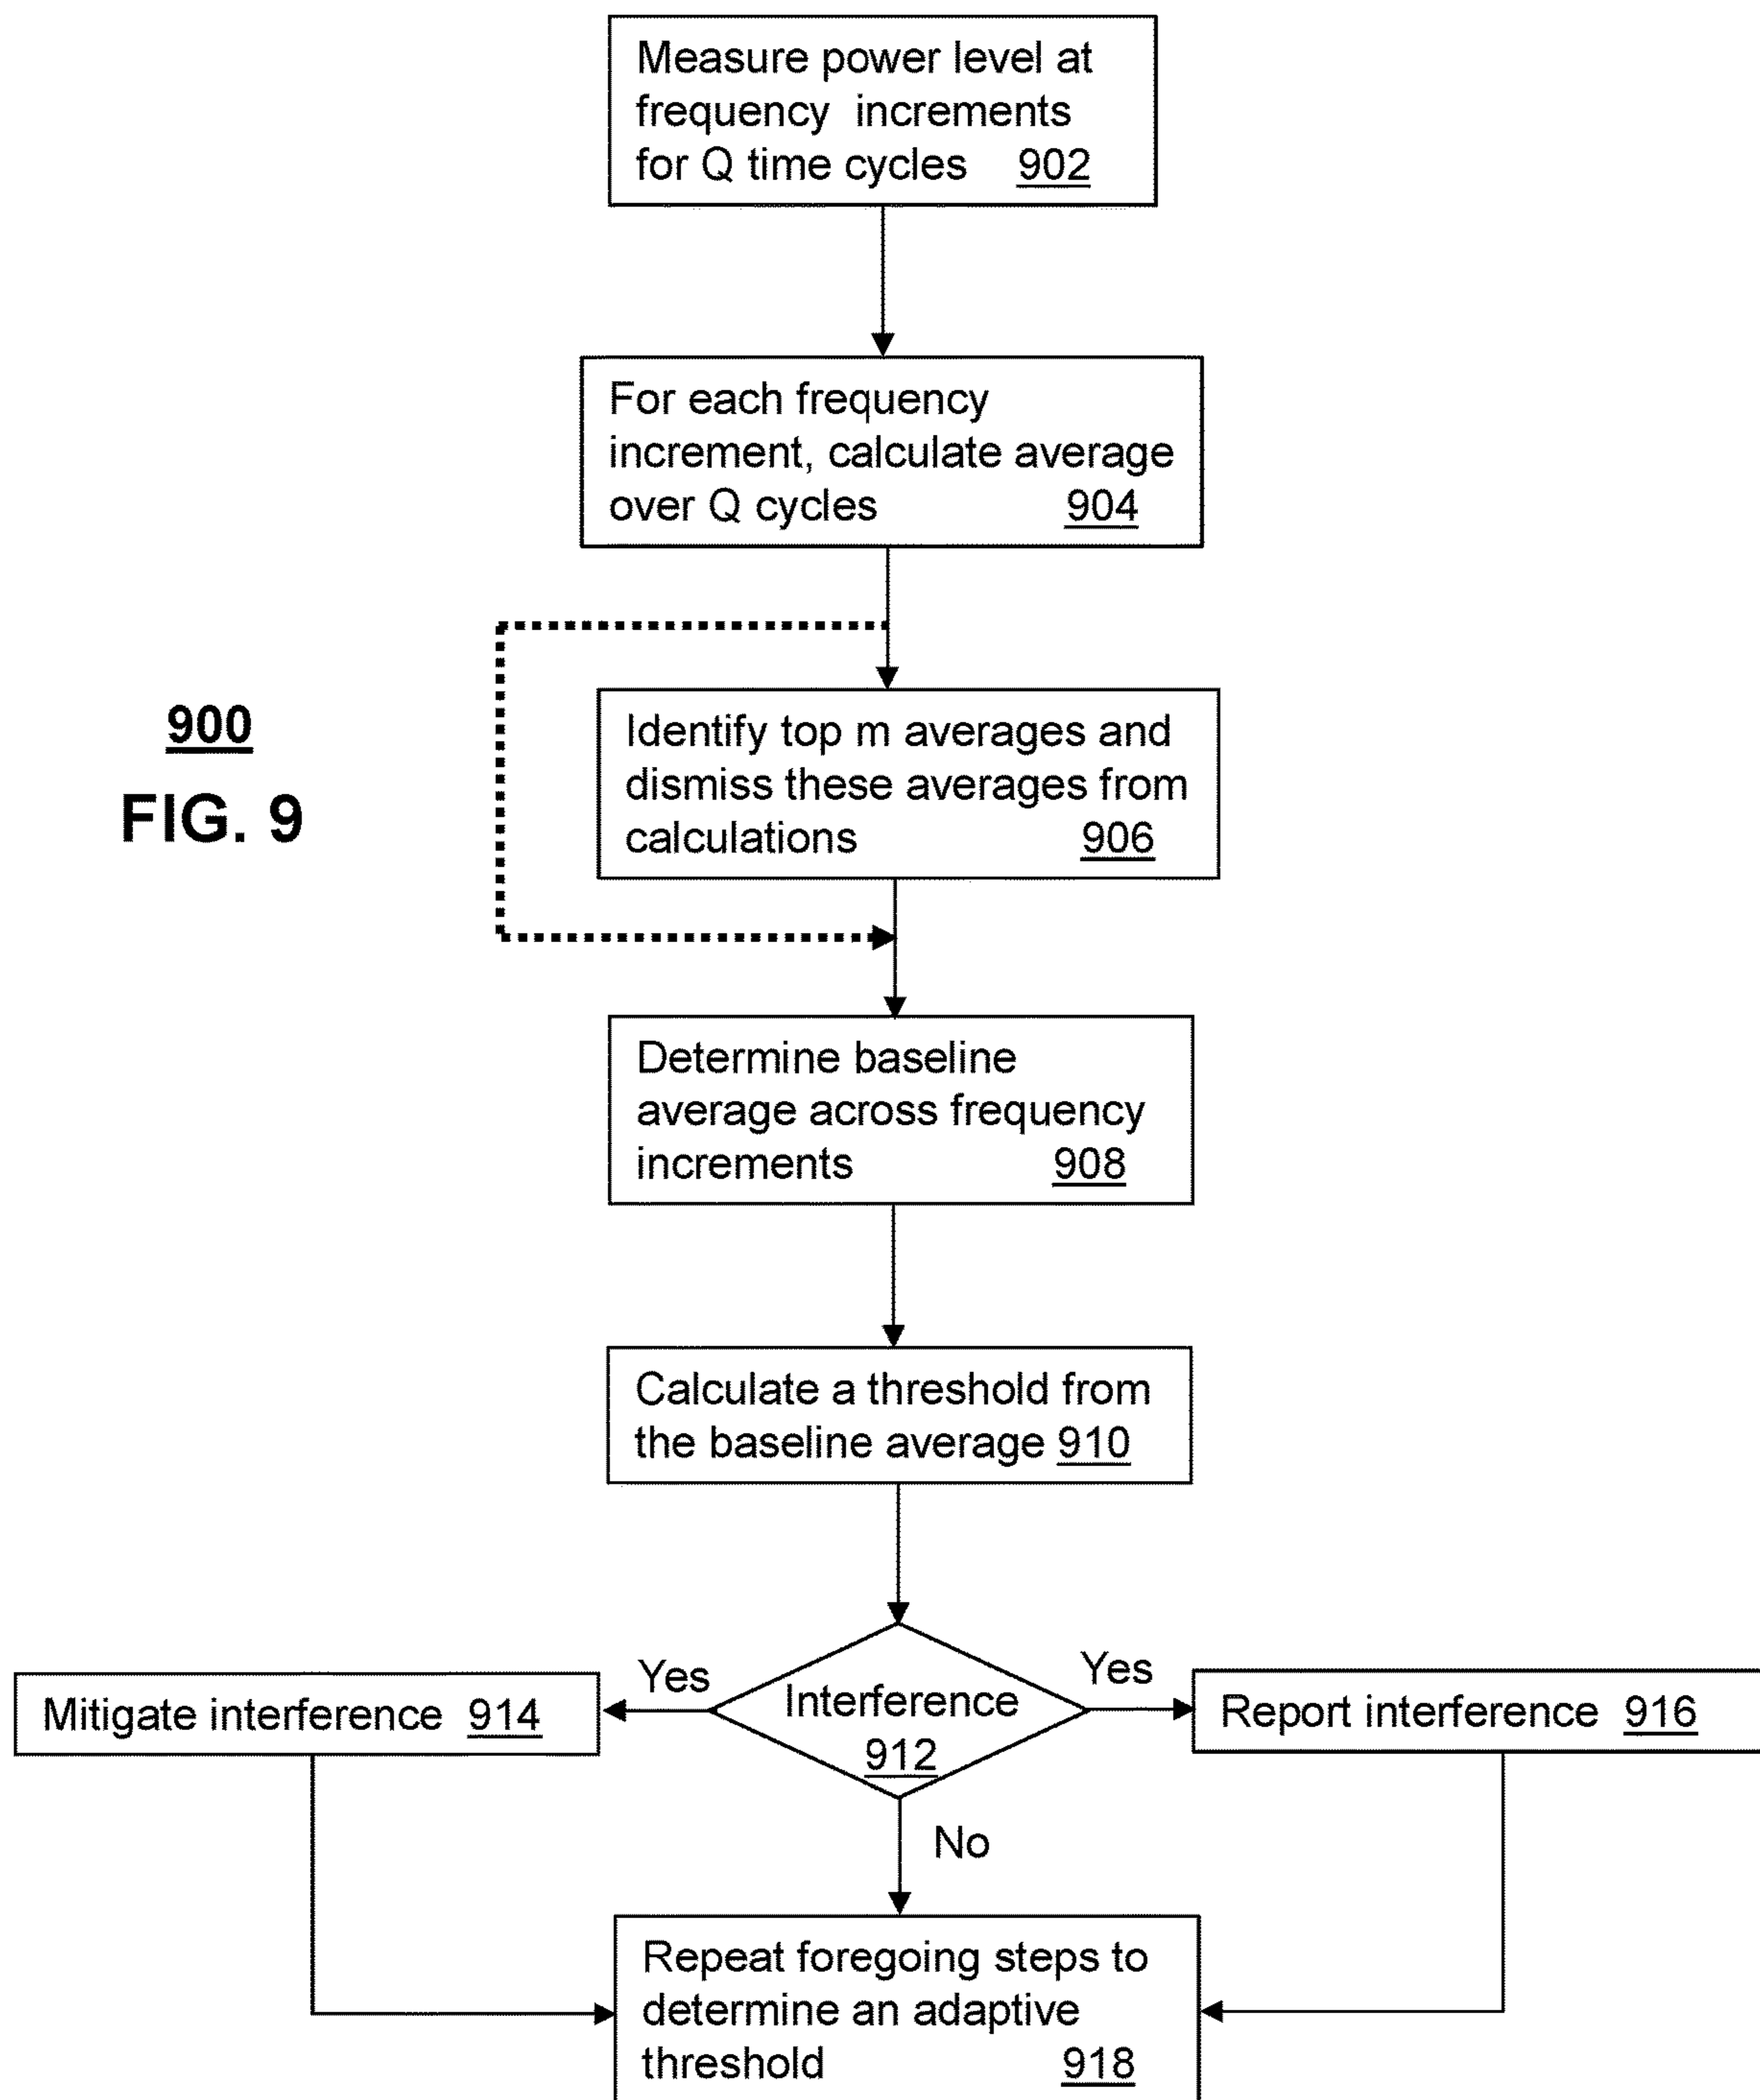 Measure power level at
frequency increments
for Q time cycles 902
For each frequency
increment, calculate average
over Q cycles 904
900
FIG. 9
Identify top m averages and
dismiss these averages from
calculations 906
Determine baseline
average across frequency
increments 908
Calculate a threshold from
the baseline average 910
Yes
Yes
Mitigate interference 914
Interference
912
Report interference 916
No
Repeat foregoing steps to
determine an adaptive
threshold 918